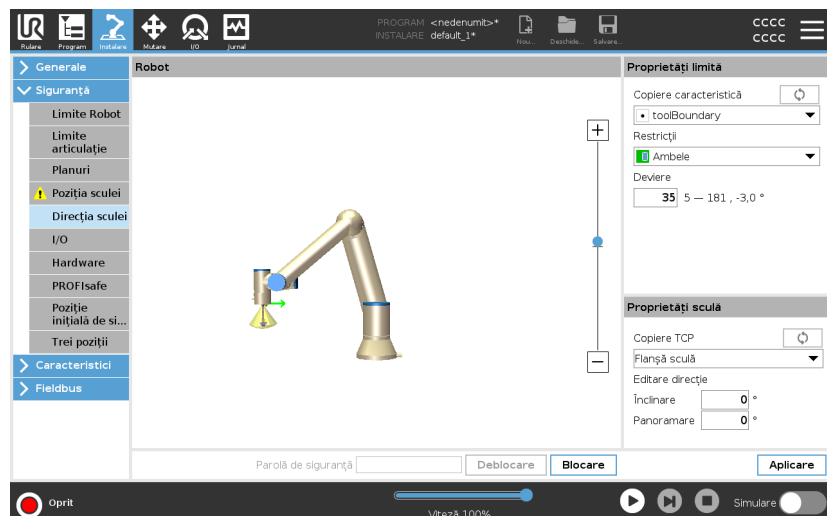 UR
PROGRAM <nedenumit>*
INSTALARE default_1*
CCCC
CCCC
Rulare Program Instalare Mutare I/O Jurnal Nou... Deschide... Salvare...
Generale
Siguranță
Limite Robot
Limite
articulație
Planuri
Poziția sculei
Direcția sculei
I/O
Hardware
PROFIsafe
Poziție
inițială de si...
Trei poziții
Caracteristici
Fieldbus
Robot
Proprietăți limită
Copiere caracteristică
toolBoundary
Restricții
Ambele
Deviere
35 5 — 181 , -3,0 °
Proprietăți sculă
Copiere TCP
Flanșă sculă
Editare direcție
Înclinare 0 °
Panoramare 0 °
Parolă de siguranță Deblocare Blocare Aplicare
Oprit
Viteză 100%
Simulare